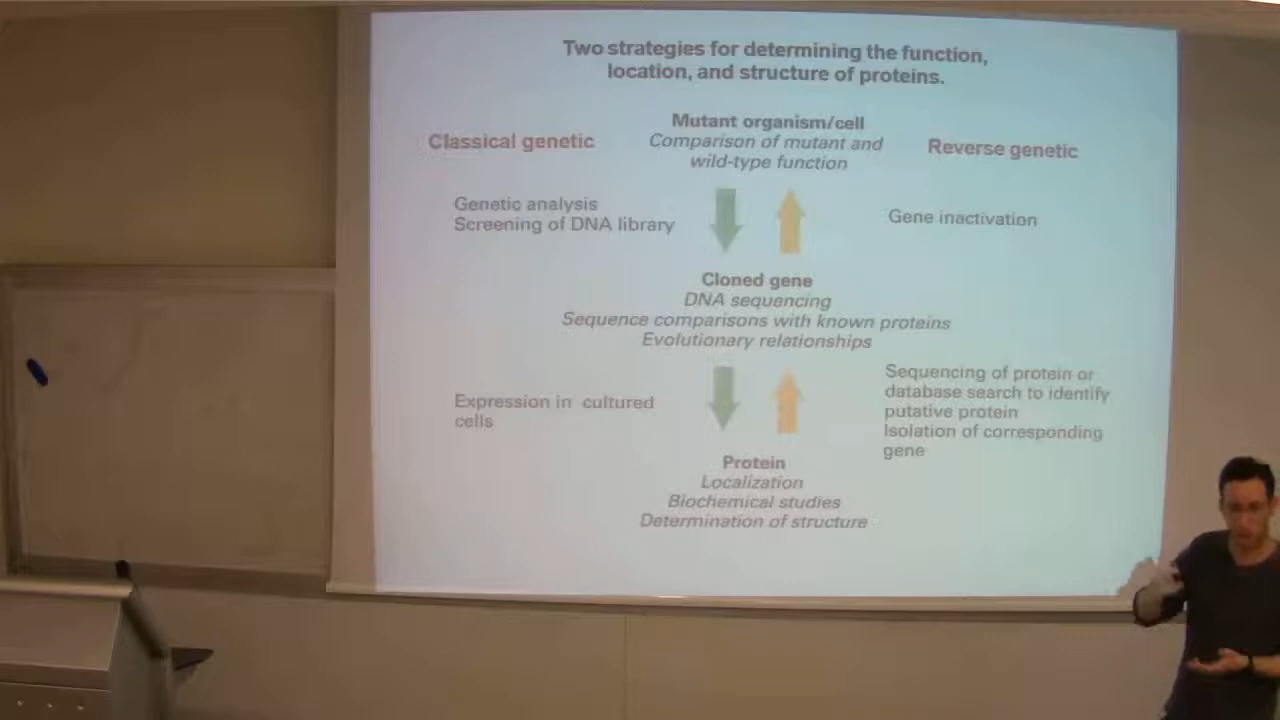 Two strategies for determining the function,
location, and structure of proteins.
Mutant organism/cell
Classical genetic
Comparison of mutant and
wild-type function
Reverse genetic
Genetic analysis
Screening of DNA library
Gene inactivation
Cloned gene
DNA sequencing
Sequence comparisons with known proteins
Evolutionary relationships
Expression in cultured
cells
Sequencing of protein or
database search to identify
putative protein
Isolation of corresponding
gene
Protein
Localization
Biochemical studies
Determination of structure